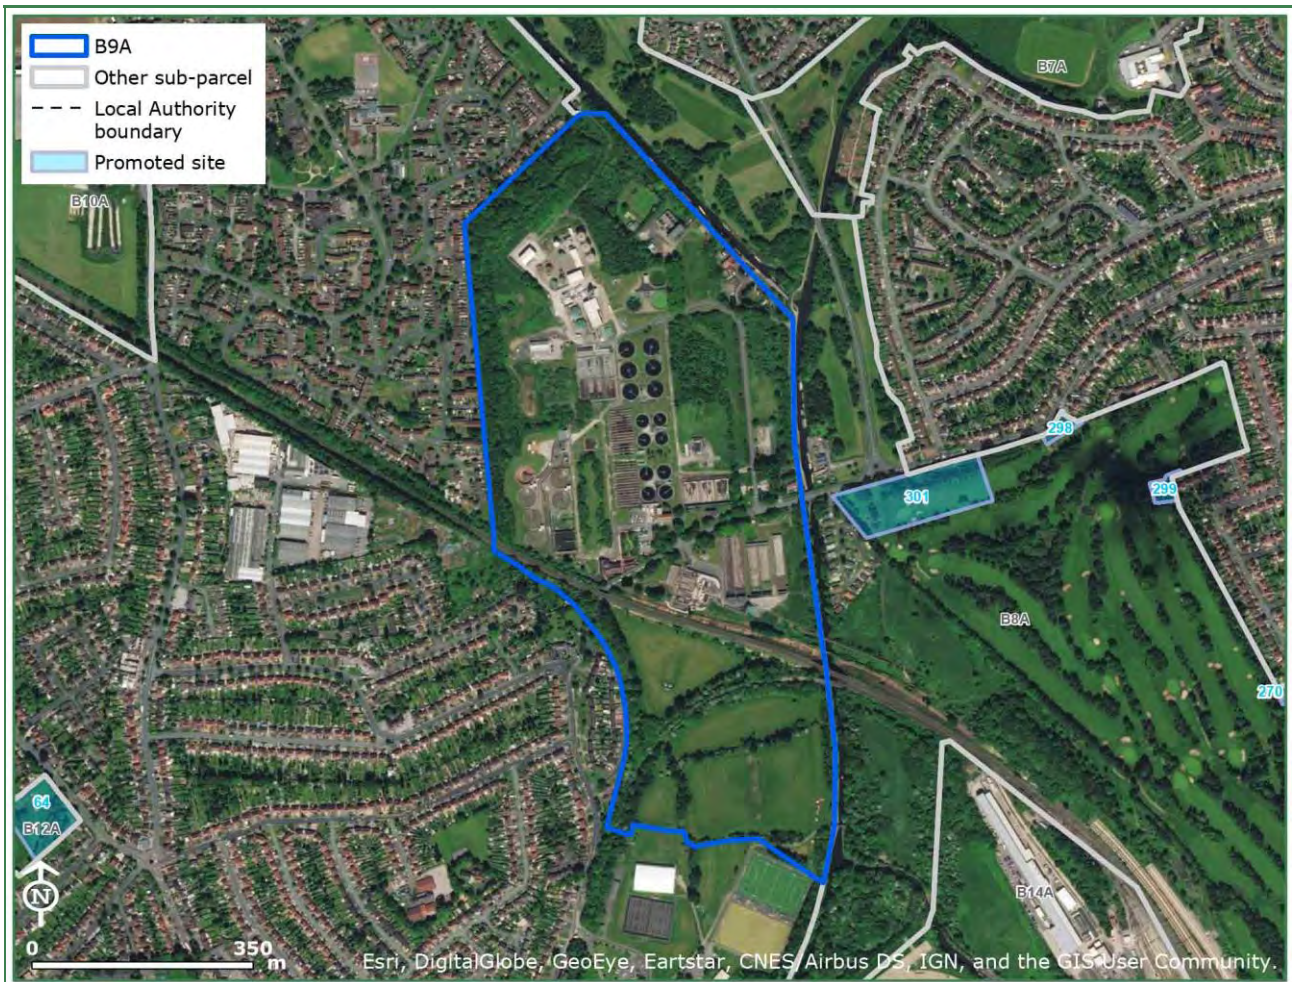 B9A
Other sub-parcel
Local Authority
boundary
Promoted site
B7A
B10A
298
299
301
B8A
270
64
B12A
B14A
N
0 350
m
Esri, DigitalGlobe, GeoEye, Eartstar, CNES/Airbus DS, IGN, and the GIS User Community.